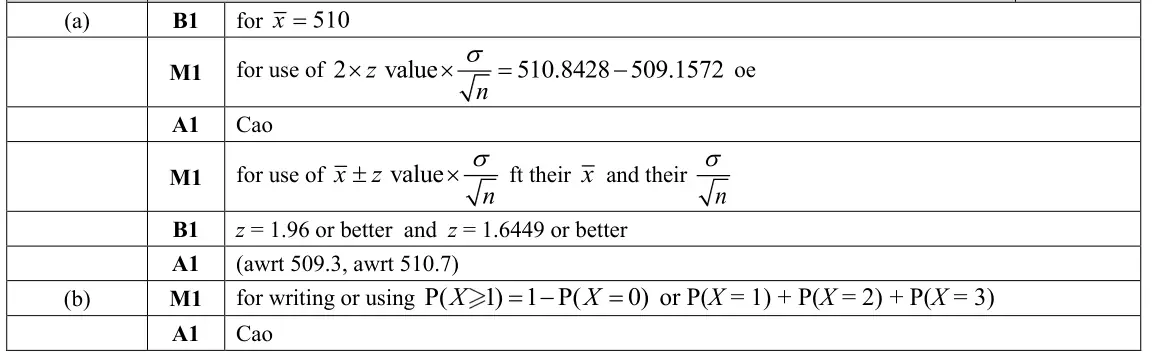 (a) B1 for x̄ = 510
M1 for use of 2 × z value × σ/√n = 510.8428 − 509.1572 oe
A1 Cao
M1 for use of x̄ ± z value × σ/√n ft their x̄ and their σ/√n
B1 z = 1.96 or better and z = 1.6449 or better
A1 (awrt 509.3, awrt 510.7)
(b) M1 for writing or using P(X⩾1) = 1 − P(X = 0) or P(X = 1) + P(X = 2) + P(X = 3)
A1 Cao